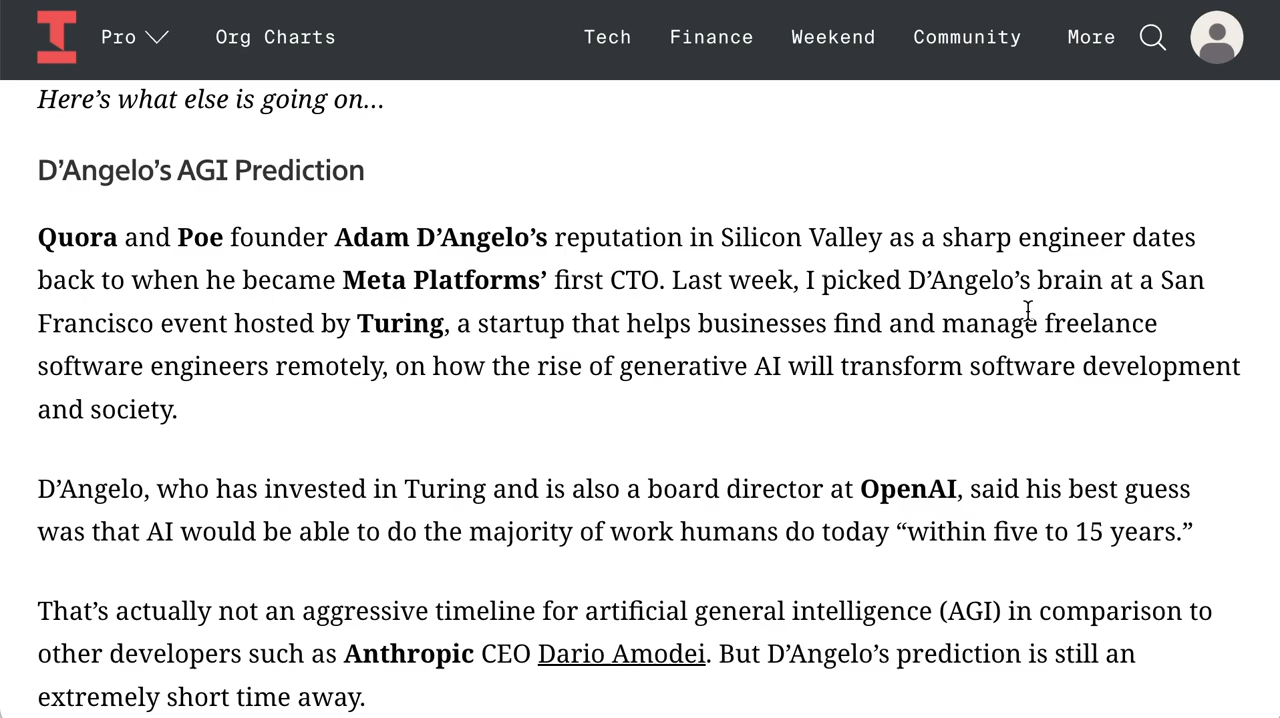 Pro
Org Charts
Tech
Finance
Weekend
Community
More
Here’s what else is going on…
D’Angelo’s AGI Prediction
Quora and Poe founder Adam D’Angelo’s reputation in Silicon Valley as a sharp engineer dates
back to when he became Meta Platforms’ first CTO. Last week, I picked D’Angelo’s brain at a San
Francisco event hosted by Turing, a startup that helps businesses find and manage freelance
software engineers remotely, on how the rise of generative AI will transform software development
and society.
D’Angelo, who has invested in Turing and is also a board director at OpenAI, said his best guess
was that AI would be able to do the majority of work humans do today “within five to 15 years.”
That’s actually not an aggressive timeline for artificial general intelligence (AGI) in comparison to
other developers such as Anthropic CEO Dario Amodei. But D’Angelo’s prediction is still an
extremely short time away.